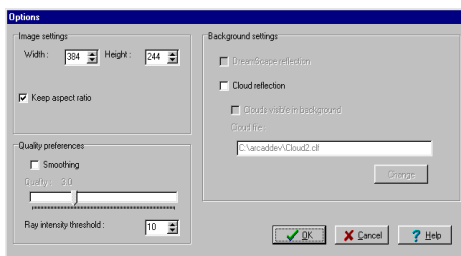 Options
Image settings
Width : 384 Height : 244
Keep aspect ratio
Quality preferences
Smoothing
Quality 3.0
Ray intensity threshold : 10
Background settings
DreamScape reflection
Cloud reflection
Clouds visible in background
Cloud file
C:\arcaddev\Cloud2.clf
Change
OK Cancel Help